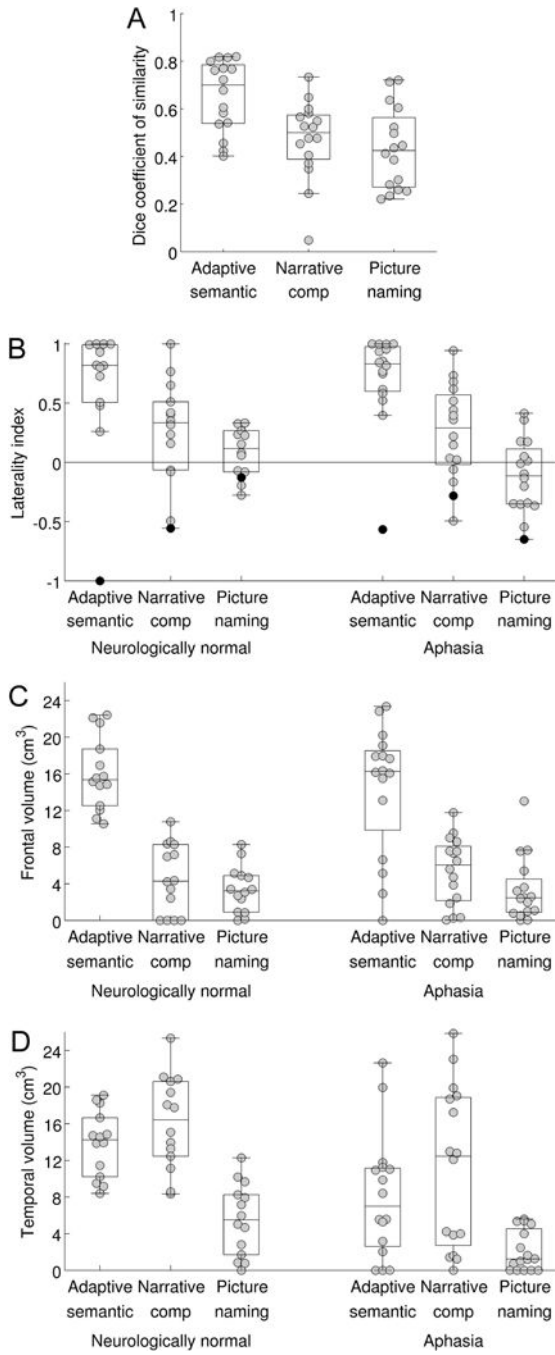 A
Dice coefficient of similarity
1
0.8
0.6
0.4
0.2
0
Adaptive semantic
Narrative comp
Picture naming
B
Laterality index
1
0.5
0
-0.5
-1
Adaptive semantic
Narrative comp
Picture naming
Adaptive semantic
Narrative comp
Picture naming
Neurologically normal
Aphasia
C
Frontal volume (cm³)
24
20
16
12
8
4
0
Adaptive semantic
Narrative comp
Picture naming
Adaptive semantic
Narrative comp
Picture naming
Neurologically normal
Aphasia
D
Temporal volume (cm³)
24
20
16
12
8
4
0
Adaptive semantic
Narrative comp
Picture naming
Adaptive semantic
Narrative comp
Picture naming
Neurologically normal
Aphasia